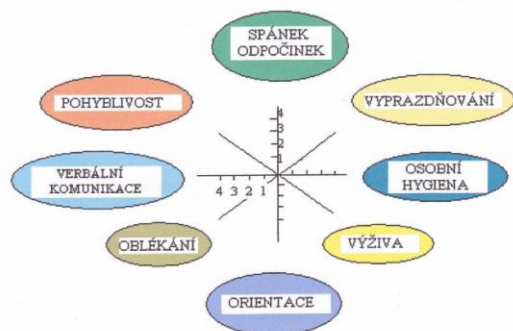 SPÁNEK
ODPOČINEK
POHYBLIVOST
VYPRAZDŇOVÁNÍ
4
3
2
1
VERBÁLNÍ
KOMUNIKACE
4 3 2 1
OSOBNÍ
HYGIENA
OBLÉKÁNÍ
VÝŽIVA
ORIENTACE